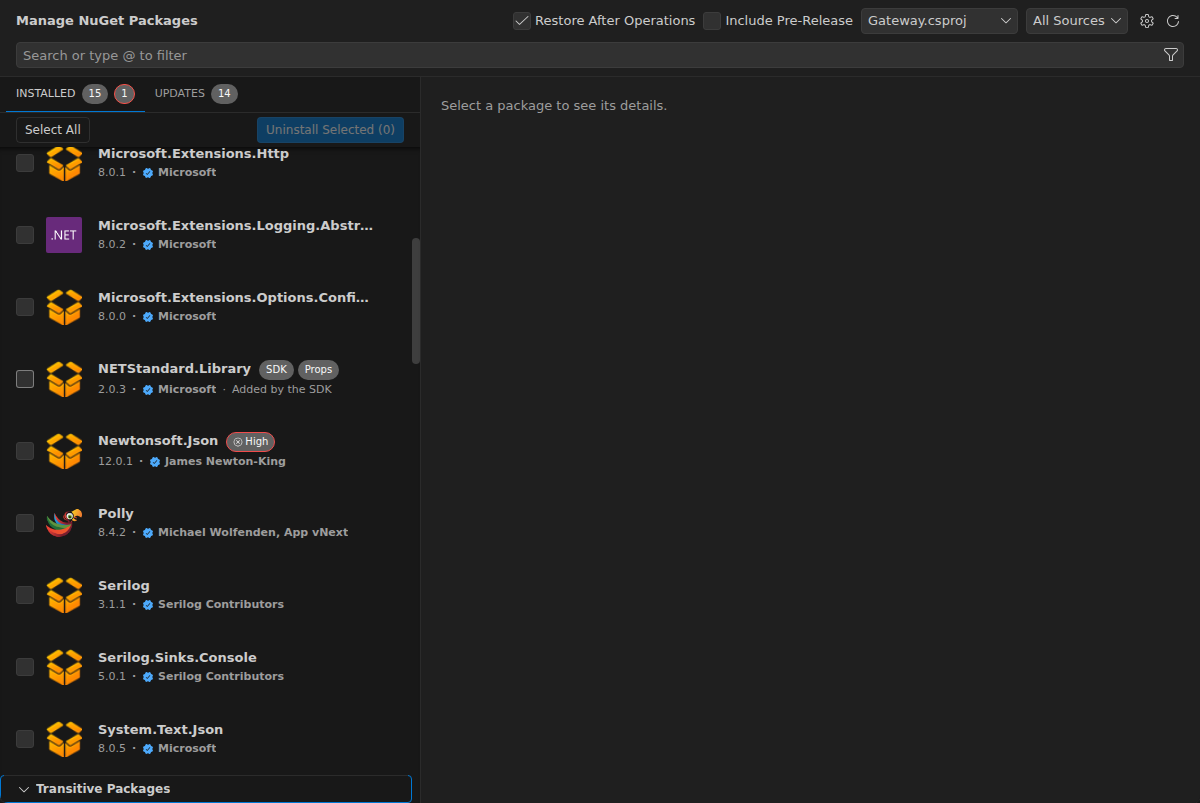 Manage NuGet Packages
Restore After Operations
Include Pre-Release
Gateway.csproj
All Sources
Search or type @ to filter
INSTALLED 15 1 UPDATES 14
Select a package to see its details.
Select All
Uninstall Selected (0)
Microsoft.Extensions.Http
8.0.1 · Microsoft
.NET
Microsoft.Extensions.Logging.Abstr...
8.0.2 · Microsoft
Microsoft.Extensions.Options.Confi...
8.0.0 · Microsoft
NETStandard.Library SDK Props
2.0.3 · Microsoft · Added by the SDK
Newtonsoft.Json High
12.0.1 · James Newton-King
Polly
8.4.2 · Michael Wolfenden, App vNext
Serilog
3.1.1 · Serilog Contributors
Serilog.Sinks.Console
5.0.1 · Serilog Contributors
System.Text.Json
8.0.5 · Microsoft
Transitive Packages